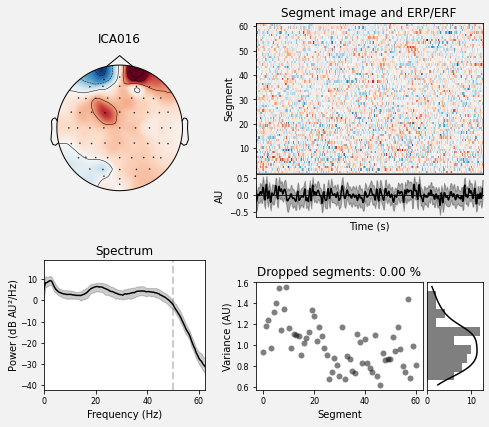 ICA016
Segment image and ERP/ERF
Segment
60
50
40
30
20
10
AU
0.5
0.0
−0.5
Time (s)
Spectrum
Power (dB AU²/Hz)
10
0
−10
−20
−30
−40
0 20 40 60
Frequency (Hz)
Dropped segments: 0.00 %
Variance (AU)
1.6
1.4
1.2
1.0
0.8
0.6
0 20 40 60
Segment
0 10